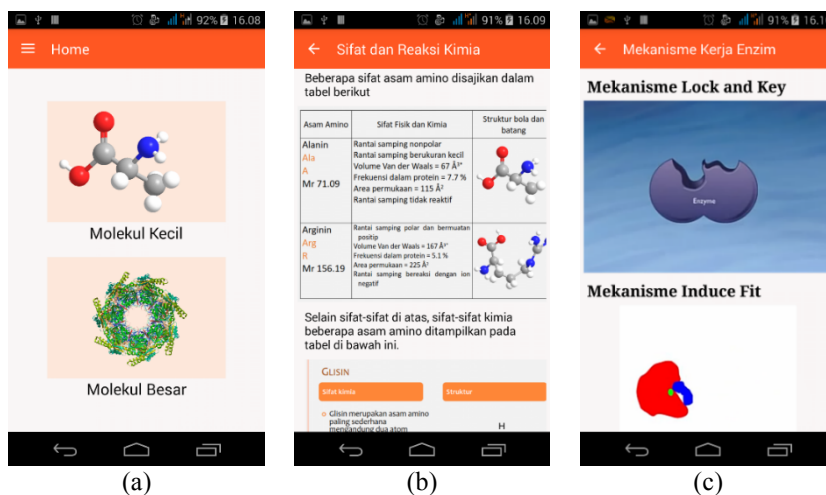 92% 16.08
Home
Molekul Kecil
Molekul Besar
(a)
91% 16.09
Sifat dan Reaksi Kimia
Beberapa sifat asam amino disajikan dalam
tabel berikut
Asam Amino
Sifat Fisik dan Kimia
Struktur bola dan
batang
Alanin
Ala
A
Mr 71.09
Rantai samping nonpolar
Rantai samping berukuran kecil
Volume Van der Waals = 67 Å³"
Frekuensi dalam protein = 7.7 %
Area permukaan = 115 Å²
Rantai samping tidak reaktif
Arginin
Arg
R
Mr 156.19
Rantai samping polar dan bermuatan
positip
Volume Van der Waals = 167 Å³"
Frekuensi dalam protein = 5.1 %
Area permukaan = 225 Å²
Rantai samping bereaksi dengan ion
negatif
Selain sifat-sifat di atas, sifat-sifat kimia
beberapa asam amino ditampilkan pada
tabel di bawah ini.
GLISIN
Sifat kimia
Struktur
Glisin merupakan asam amino
paling sederhana
mengandung dua atom
H
(b)
91% 16.1
Mekanisme Kerja Enzim
Mekanisme Lock and Key
Enzyme
Mekanisme Induce Fit
(c)